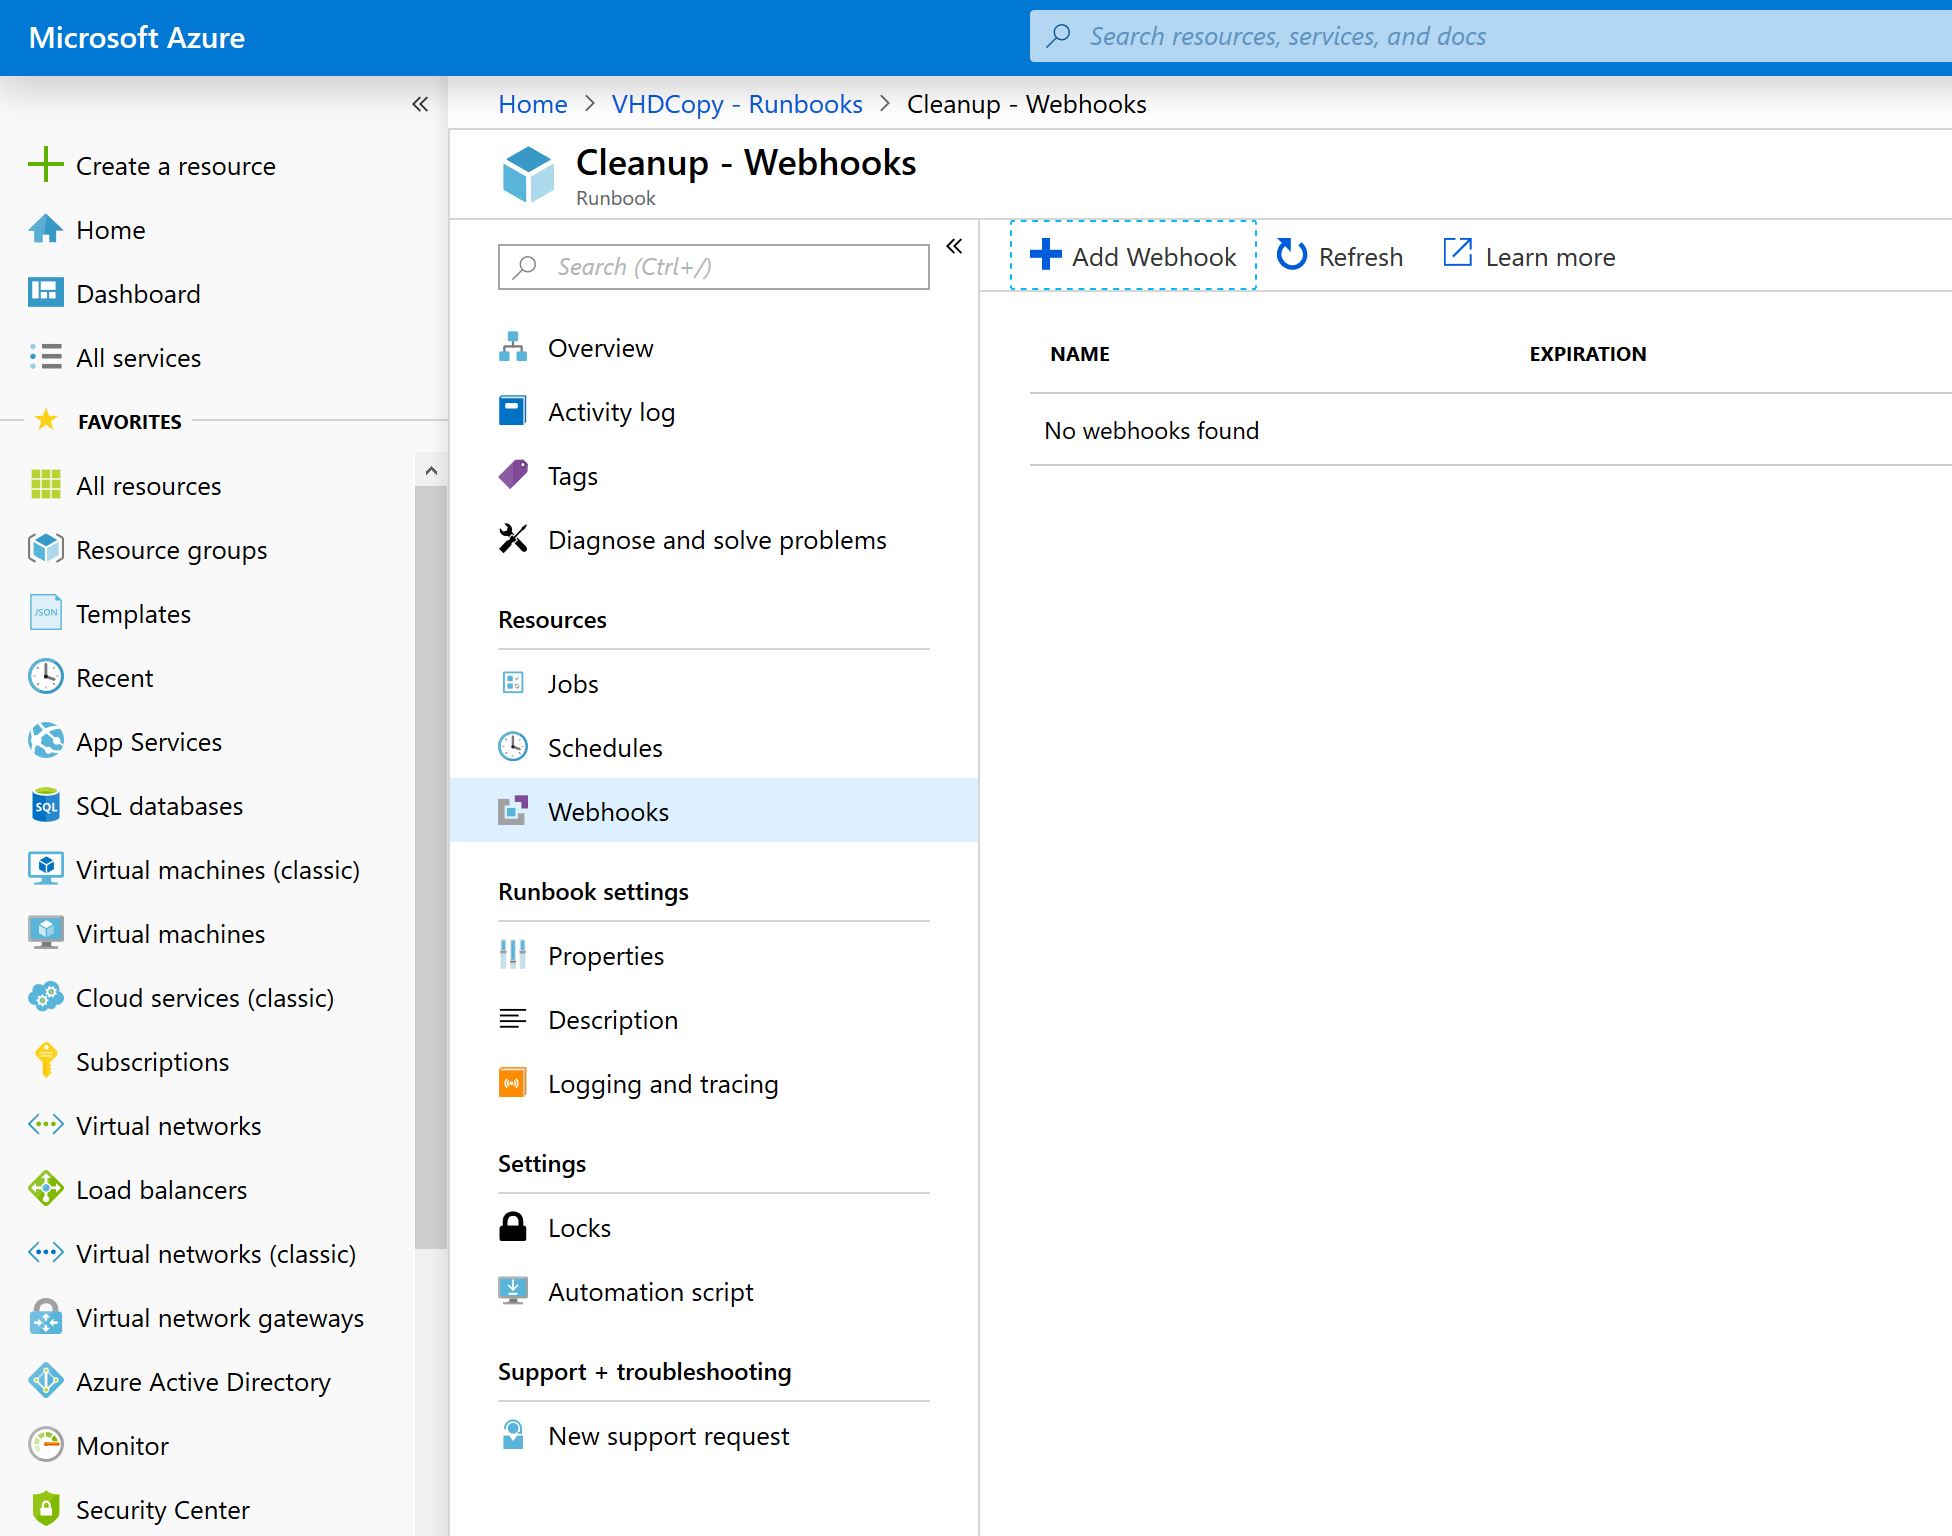 Microsoft Azure
Search resources, services, and docs
Home > VHDCopy - Runbooks > Cleanup - Webhooks
Create a resource
Home
Dashboard
All services
FAVORITES
All resources
Resource groups
JSON
Templates
Recent
App Services
SQL
SQL databases
Virtual machines (classic)
Virtual machines
Cloud services (classic)
Subscriptions
Virtual networks
Load balancers
Virtual networks (classic)
Virtual network gateways
Azure Active Directory
Monitor
Security Center
Cleanup - Webhooks
Runbook
Search (Ctrl+/)
Overview
Activity log
Tags
Diagnose and solve problems
Resources
Jobs
Schedules
Webhooks
Runbook settings
Properties
Description
Logging and tracing
Settings
Locks
Automation script
Support + troubleshooting
New support request
Add Webhook Refresh Learn more
NAME EXPIRATION
No webhooks found